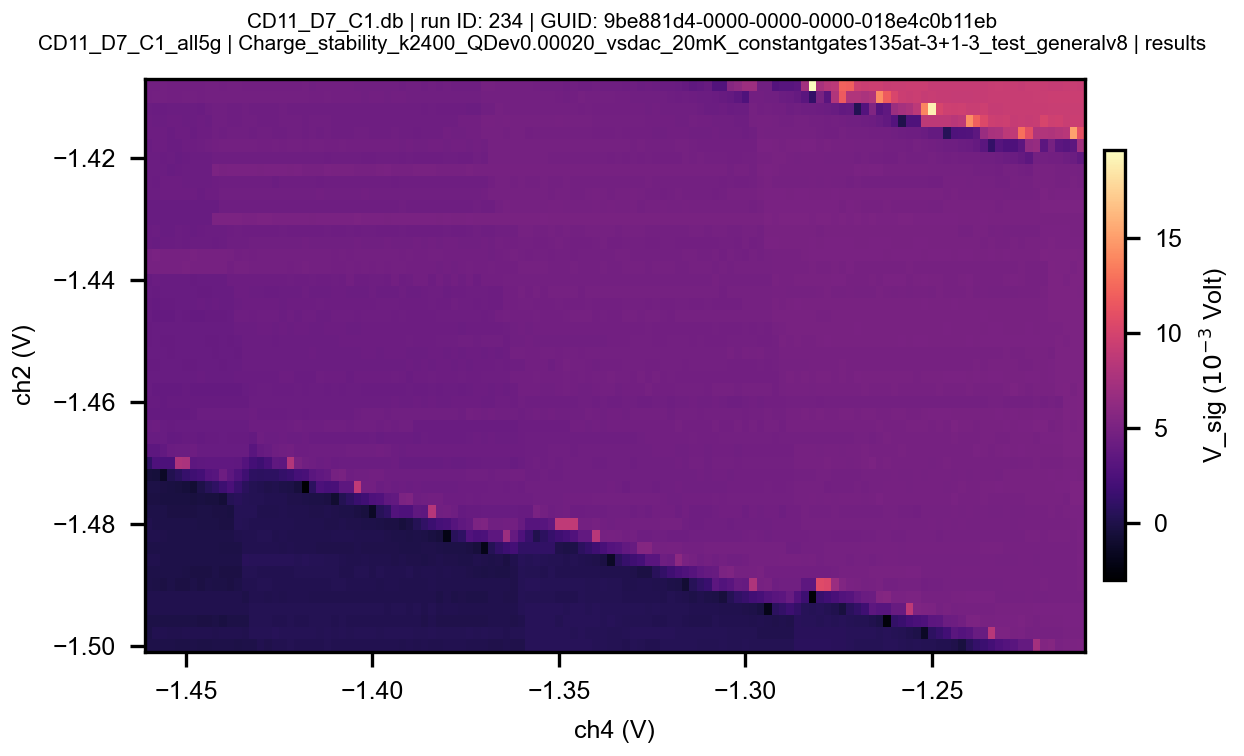 CD11_D7_C1.db | run ID: 234 | GUID: 9be881d4-0000-0000-0000-018e4c0b11eb
CD11_D7_C1_all5g | Charge_stability_k2400_QDev0.00020_vsdac_20mK_constantgates135at-3+1-3_test_generalv8 | results
−1.42
−1.44
−1.46
−1.48
−1.50
ch2 (V)
−1.45
−1.40
−1.35
−1.30
−1.25
ch4 (V)
15
10
5
0
V_sig (10⁻³ Volt)